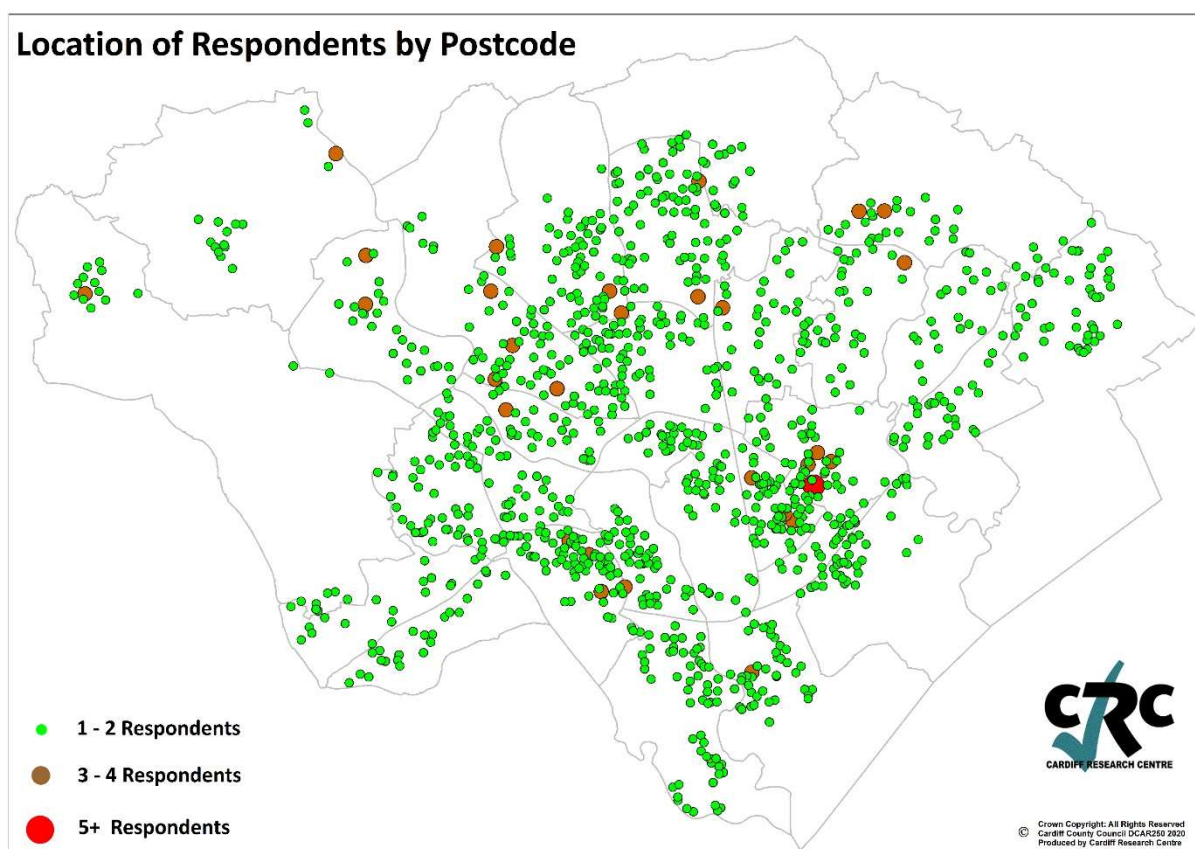 Location of Respondents by Postcode
1 - 2 Respondents
3 - 4 Respondents
5+ Respondents
CRC
CARDIFF RESEARCH CENTRE
© Crown Copyright: All Rights Reserved
Cardiff County Council DCAR250 2020
Produced by Cardiff Research Centre